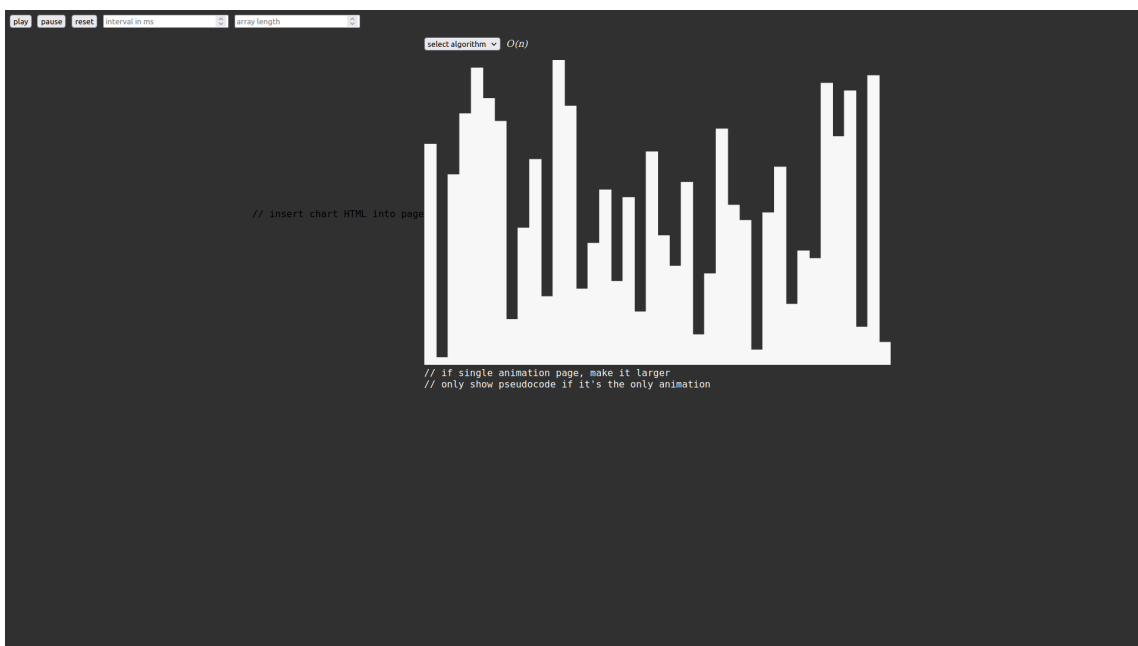 play pause reset interval in ms array length
select algorithm O(n)
// insert chart HTML into page
// if single animation page, make it larger
// only show pseudocode if it's the only animation